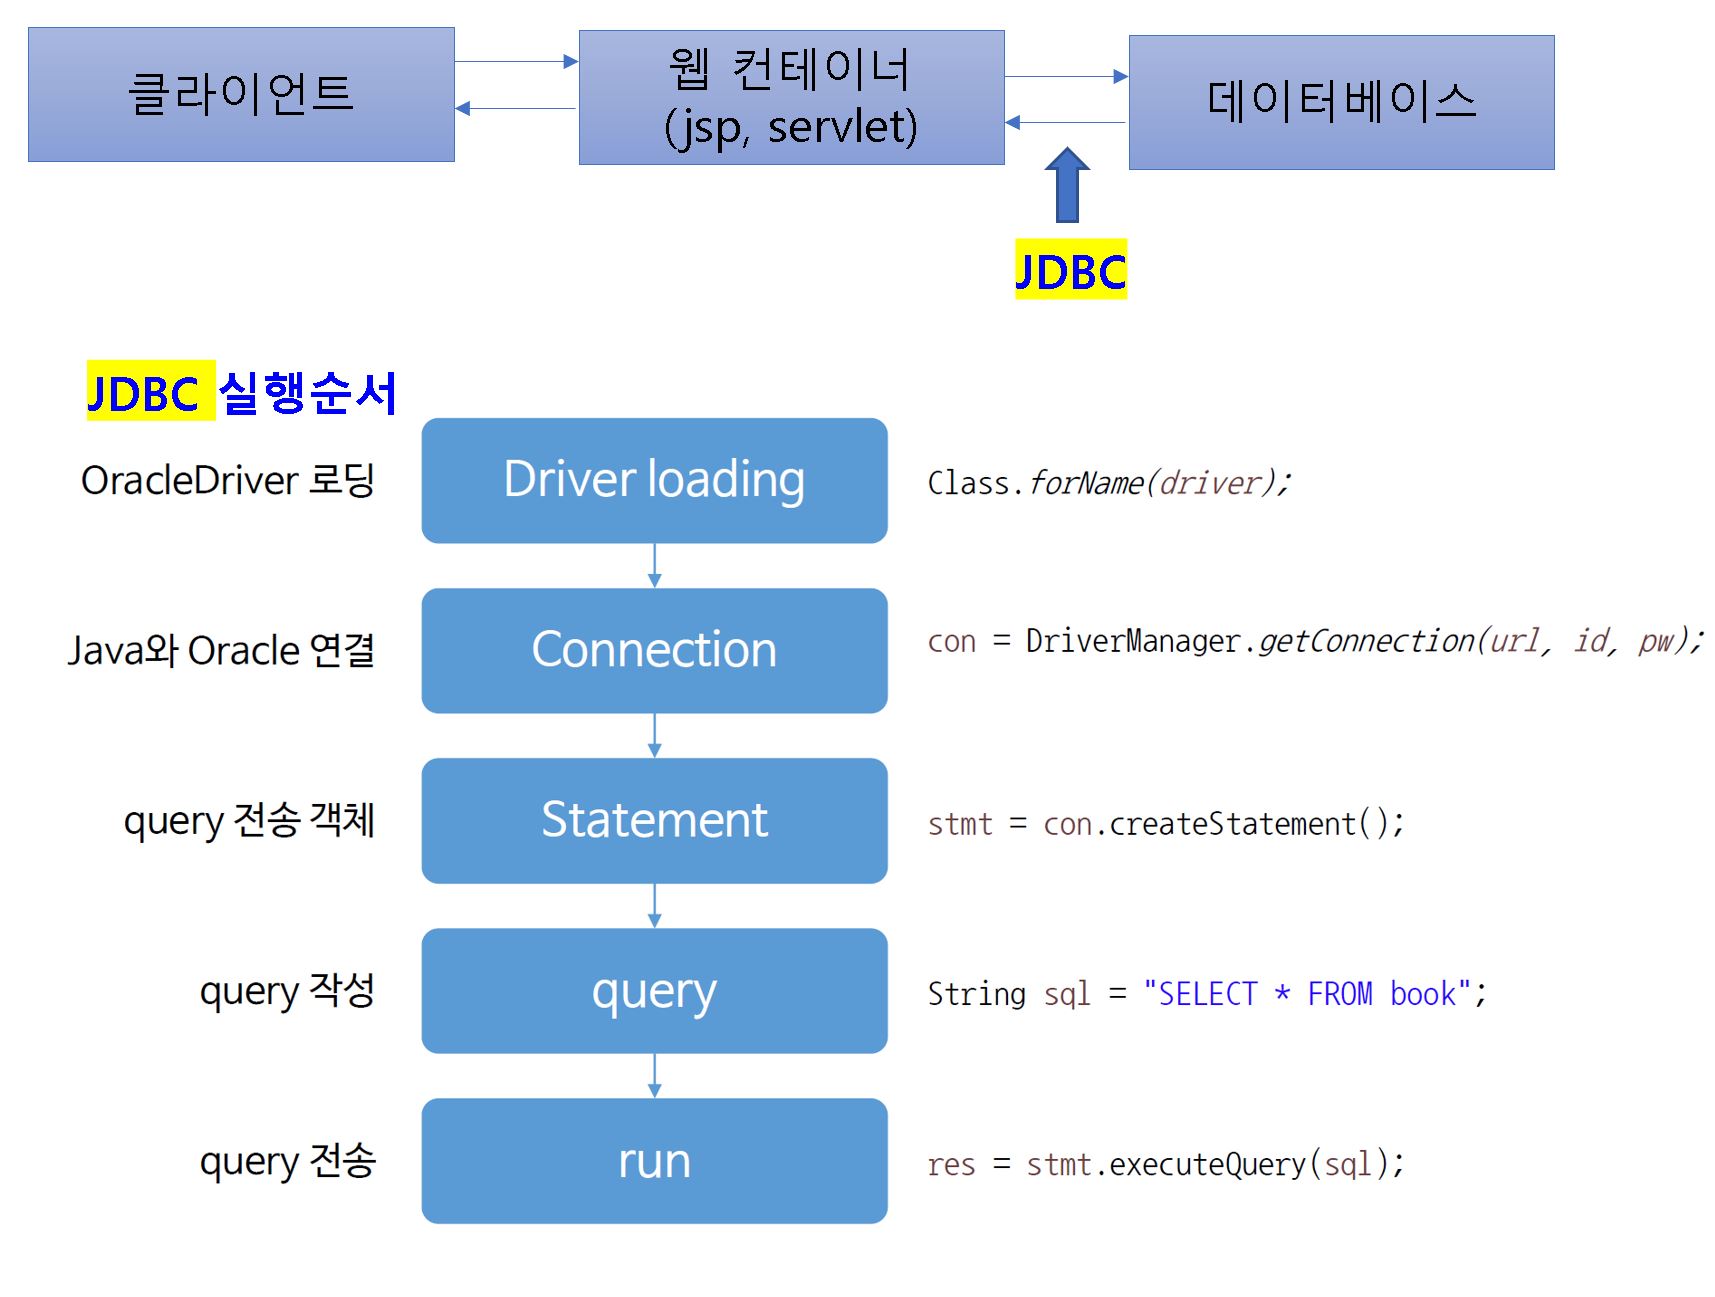 클라이언트
웹 컨테이너
(jsp, servlet)
데이터베이스
JDBC
JDBC 실행순서
OracleDriver 로딩
Driver loading
Class.forName(driver);
Java와 Oracle 연결
Connection
con = DriverManager.getConnection(url, id, pw);
query 전송 객체
Statement
stmt = con.createStatement();
query 작성
query
String sql = "SELECT * FROM book";
query 전송
run
res = stmt.executeQuery(sql);